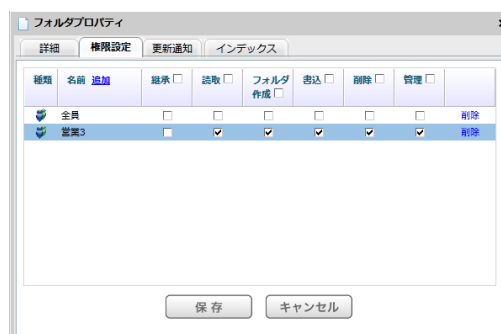 フォルダプロパティ
詳細 権限設定 更新通知 インデックス
種類 名前 追加 継承 読取 フォルダ作成 書込 削除 管理
全員 削除
営業3 削除
保存 キャンセル